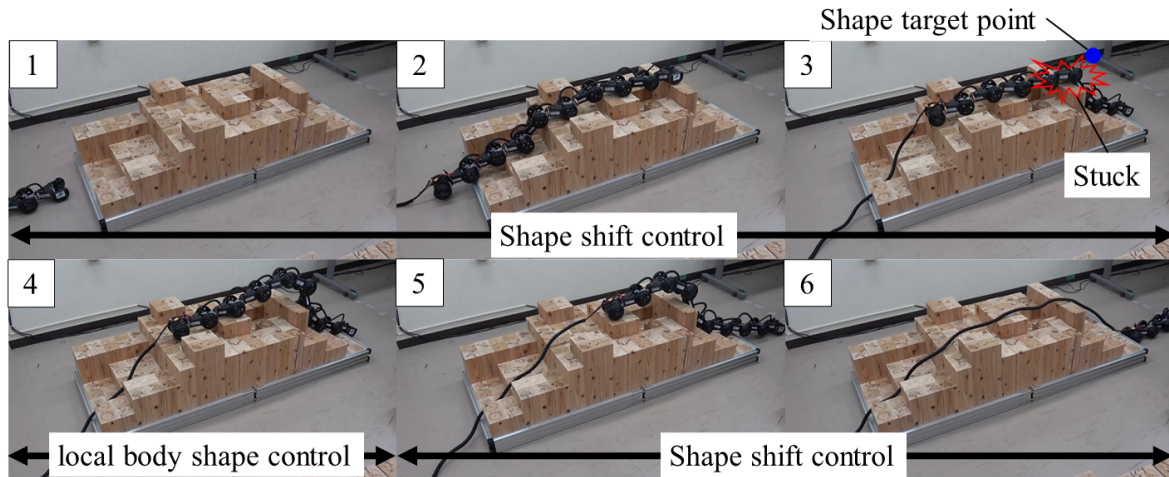 Shape target point
1
2
3
Stuck
Shape shift control
4
5
6
local body shape control
Shape shift control